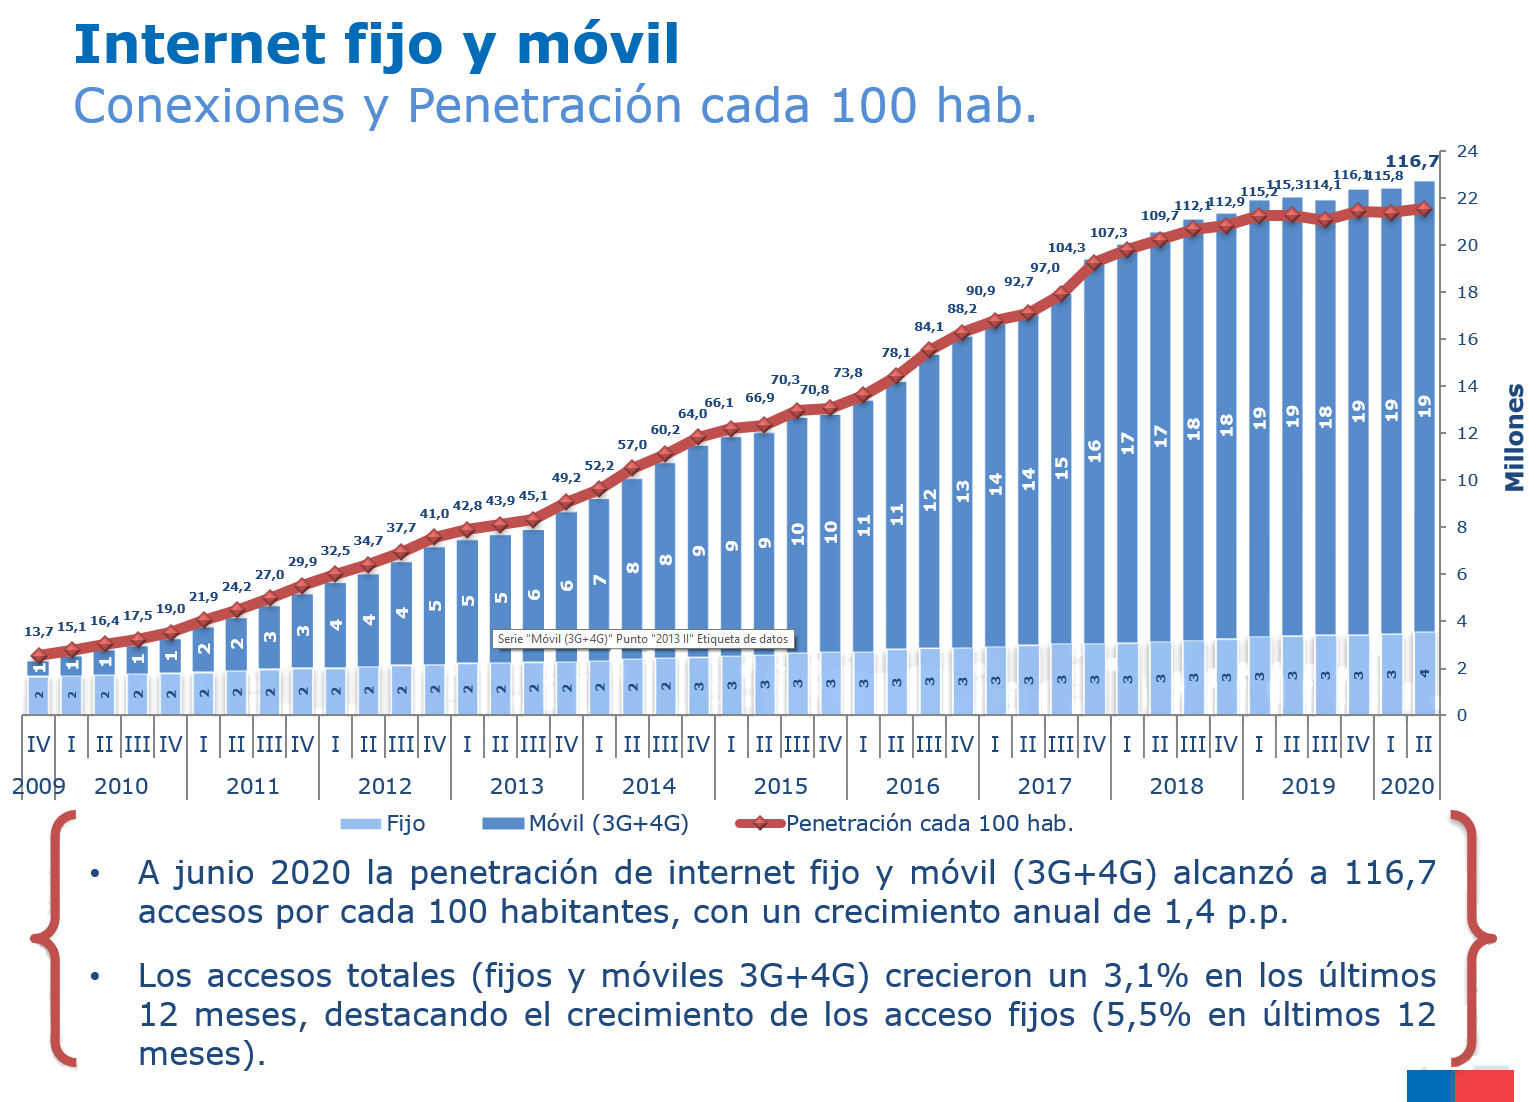 Internet fijo y móvil
Conexiones y Penetración cada 100 hab.
13,7 15,1 16,4 17,5 19,0 21,9 24,2 27,0 29,9 32,5 34,7 37,7 41,0 42,8 43,9 45,1 49,2 52,2 57,0 60,2 64,0 66,1 66,9 70,3 70,8 73,8 78,1 84,1 88,2 90,9 92,7 97,0 104,3 107,3 109,7 112,1 112,9 115,2 115,3 114,1 116,1 115,8 116,7
24
22
20
18
16
14
12
10
8
6
4
2
0
Millones
1 1 1 1 1 2 2 3 3 4 4 4 5 5 5 6 6 7 8 8 9 9 9 10 10 11 11 12 13 14 14 15 16 17 17 18 18 19 19 18 19 19 19
Serie "Móvil (3G+4G)" Punto "2013 II" Etiqueta de datos
2 2 2 2 2 2 2 2 2 2 2 2 2 2 2 2 2 2 2 2 3 3 3 3 3 3 3 3 3 3 3 3 3 3 3 3 3 3 3 3 3 3 4
IV I II III IV I II III IV I II III IV I II III IV I II III IV I II III IV I II III IV I II III IV I II III IV I II III IV I II
2009 2010 2011 2012 2013 2014 2015 2016 2017 2018 2019 2020
Fijo Móvil (3G+4G) Penetración cada 100 hab.
• A junio 2020 la penetración de internet fijo y móvil (3G+4G) alcanzó a 116,7
accesos por cada 100 habitantes, con un crecimiento anual de 1,4 p.p.
• Los accesos totales (fijos y móviles 3G+4G) crecieron un 3,1% en los últimos
12 meses, destacando el crecimiento de los acceso fijos (5,5% en últimos 12
meses).